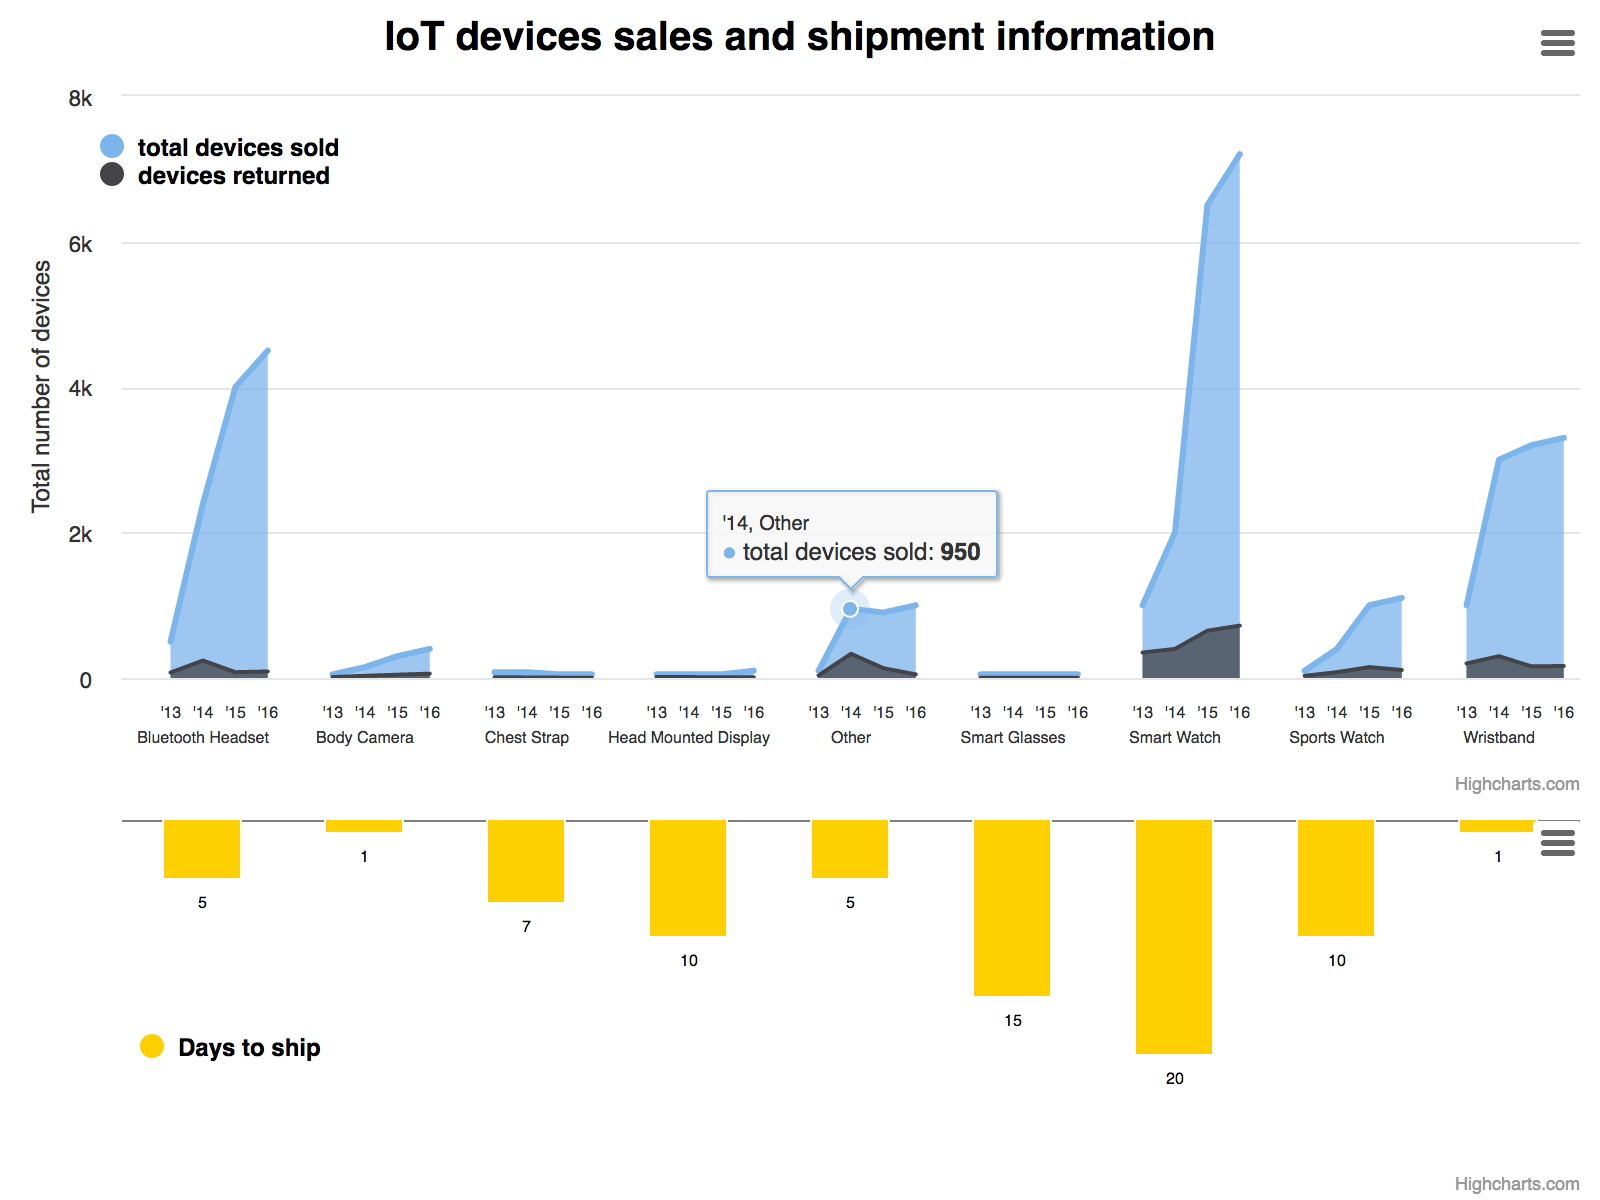 IoT devices sales and shipment information
8k
total devices sold
devices returned
6k
4k
2k
0
Total number of devices
'14, Other
total devices sold: 950
'13 '14 '15 '16 '13 '14 '15 '16 '13 '14 '15 '16 '13 '14 '15 '16 '13 '14 '15 '16 '13 '14 '15 '16 '13 '14 '15 '16 '13 '14 '15 '16 '13 '14 '15 '16
Bluetooth Headset Body Camera Chest Strap Head Mounted Display Other Smart Glasses Smart Watch Sports Watch Wristband
Highcharts.com
5 1 7 10 5 15 20 10 1
Days to ship
Highcharts.com